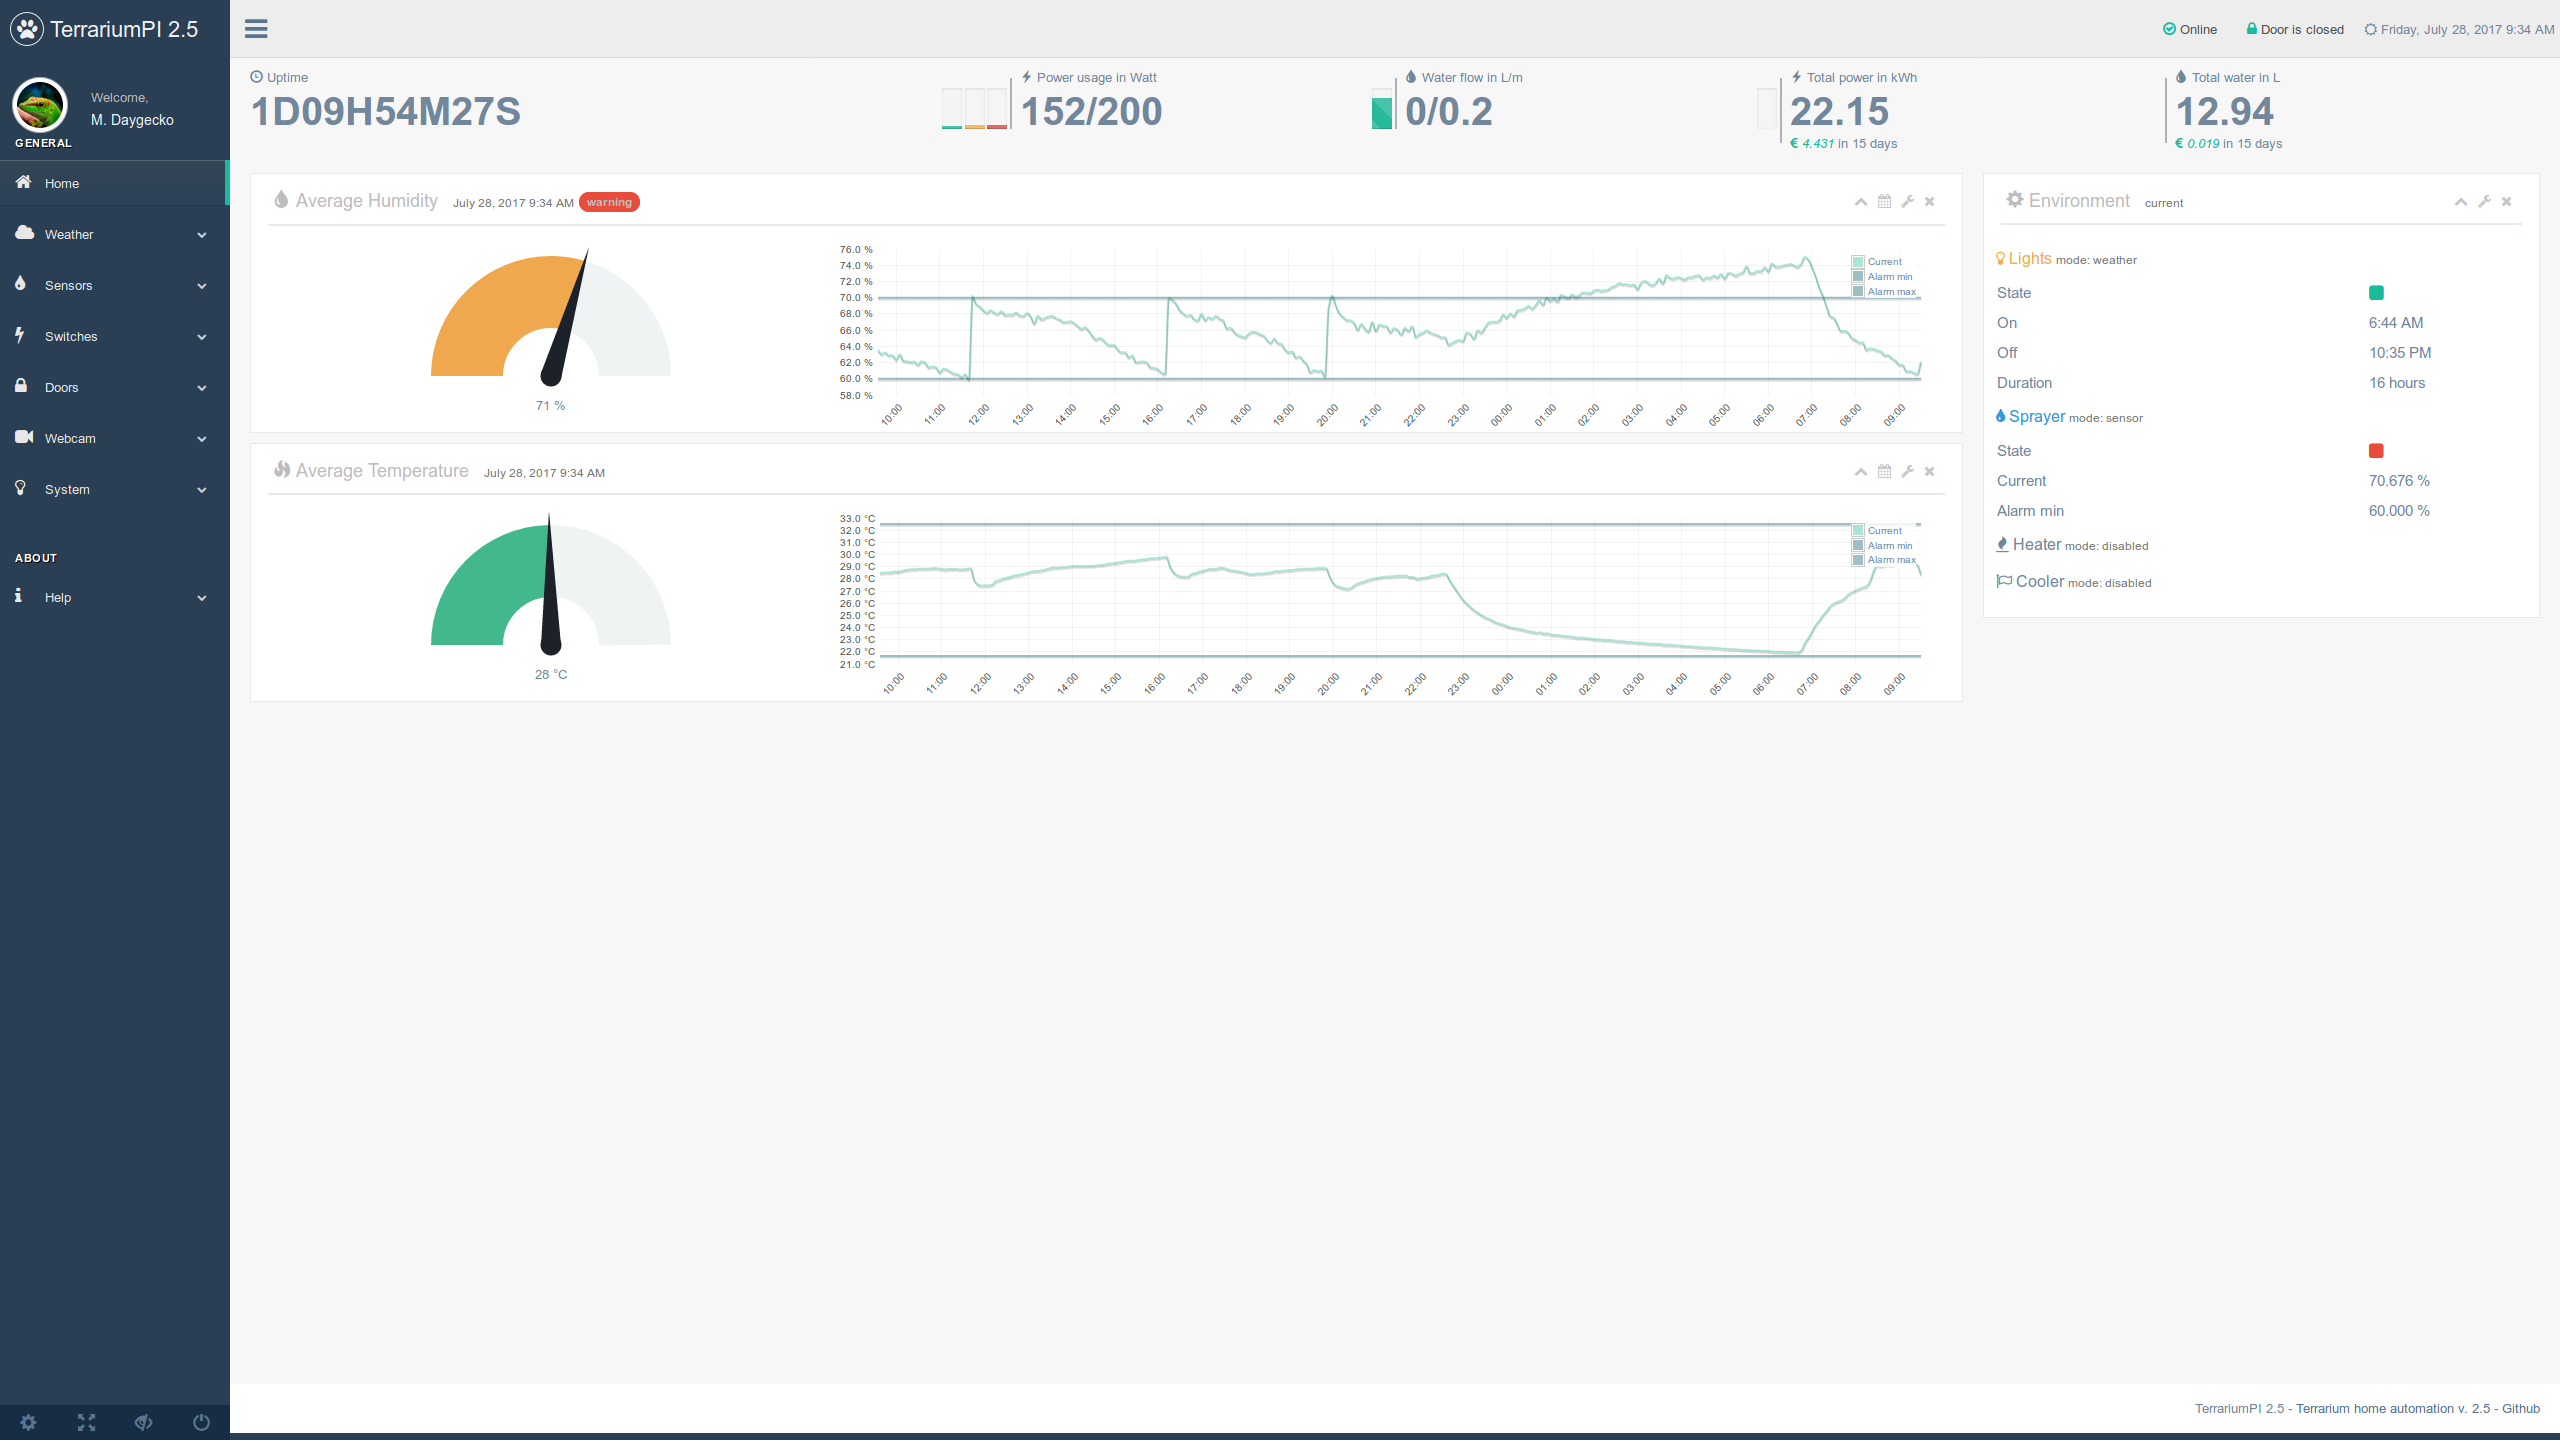 TerrariumPI 2.5
Welcome,
M. Daygecko
GENERAL
Home
Weather
Sensors
Switches
Doors
Webcam
System
ABOUT
Help
Online
Door is closed
Friday, July 28, 2017 9:34 AM
Uptime
1D09H54M27S
Power usage in Watt
152/200
Water flow in L/m
0/0.2
Total power in kWh
22.15
€ 4.431 in 15 days
Total water in L
12.94
€ 0.019 in 15 days
Average Humidity July 28, 2017 9:34 AM warning
71 %
76.0 %
74.0 %
72.0 %
70.0 %
68.0 %
66.0 %
64.0 %
62.0 %
60.0 %
58.0 %
10:00 11:00 12:00 13:00 14:00 15:00 16:00 17:00 18:00 19:00 20:00 21:00 22:00 23:00 00:00 01:00 02:00 03:00 04:00 05:00 06:00 07:00 08:00 09:00
Current
Alarm min
Alarm max
Average Temperature July 28, 2017 9:34 AM
28 °C
33.0 °C
32.0 °C
31.0 °C
30.0 °C
29.0 °C
28.0 °C
27.0 °C
26.0 °C
25.0 °C
24.0 °C
23.0 °C
22.0 °C
21.0 °C
10:00 11:00 12:00 13:00 14:00 15:00 16:00 17:00 18:00 19:00 20:00 21:00 22:00 23:00 00:00 01:00 02:00 03:00 04:00 05:00 06:00 07:00 08:00 09:00
Current
Alarm min
Alarm max
Environment current
Lights mode: weather
State
On 6:44 AM
Off 10:35 PM
Duration 16 hours
Sprayer mode: sensor
State
Current 70.676 %
Alarm min 60.000 %
Heater mode: disabled
Cooler mode: disabled
TerrariumPI 2.5 - Terrarium home automation v. 2.5 - Github